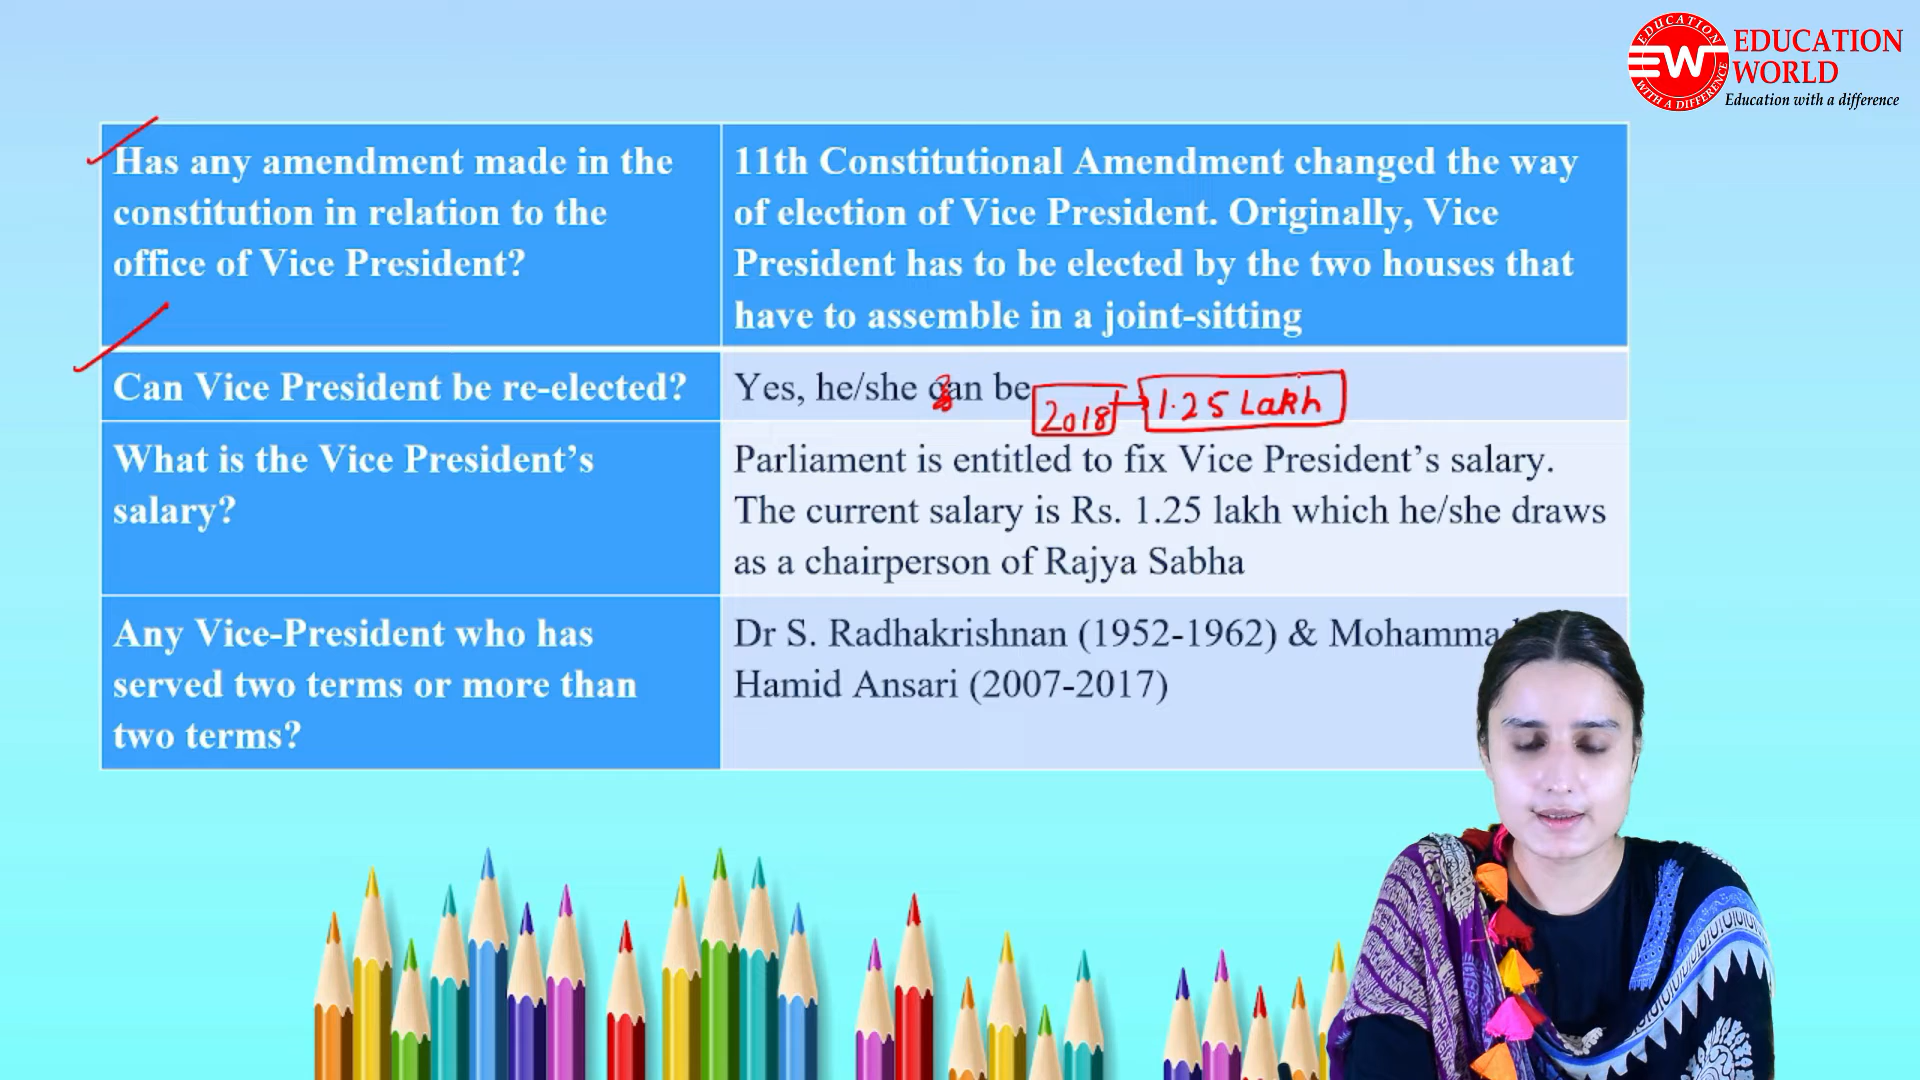 EDUCATION
WITH A DIFFERENCE
EW
EDUCATION
WORLD
Education with a difference
Has any amendment made in the
constitution in relation to the
office of Vice President?
11th Constitutional Amendment changed the way
of election of Vice President. Originally, Vice
President has to be elected by the two houses that
have to assemble in a joint-sitting
Can Vice President be re-elected?
Yes, he/she can be
2018 1.25 Lakh
What is the Vice President’s
salary?
Parliament is entitled to fix Vice President’s salary.
The current salary is Rs. 1.25 lakh which he/she draws
as a chairperson of Rajya Sabha
Any Vice-President who has
served two terms or more than
two terms?
Dr S. Radhakrishnan (1952-1962) &
Hamid Ansari (2007-2017)